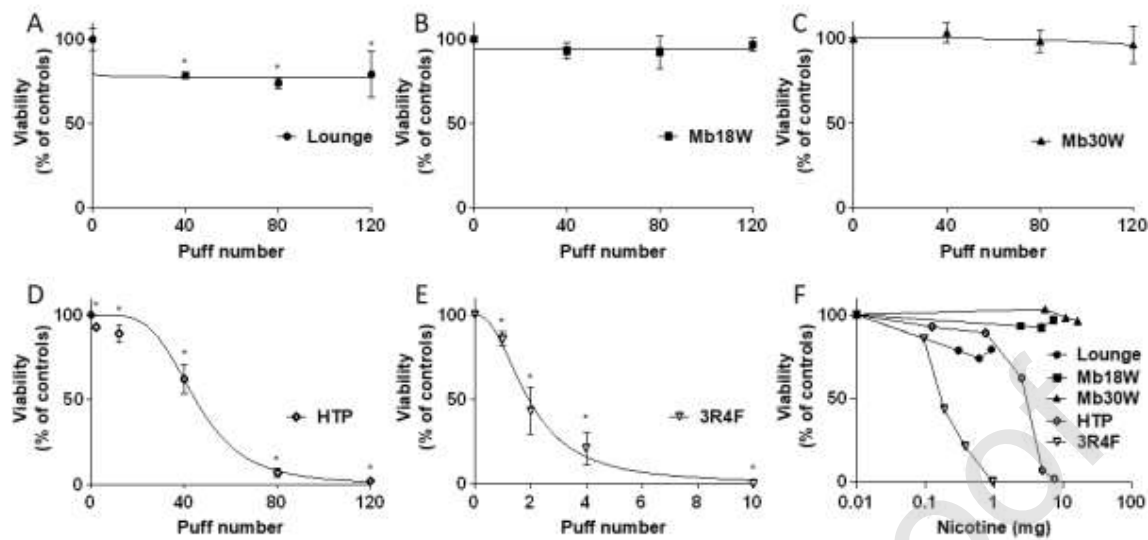 A
Viability
(% of controls)
100
50
0
* * *
Lounge
0 40 80 120
Puff number
B
Viability
(% of controls)
100
50
0
Mb18W
0 40 80 120
Puff number
C
Viability
(% of controls)
100
50
0
Mb30W
0 40 80 120
Puff number
D
Viability
(% of controls)
100
50
0
* * * * *
HTP
0 40 80 120
Puff number
E
Viability
(% of controls)
100
50
0
* * * *
3R4F
0 2 4 6 8 10
Puff number
F
Viability
(% of controls)
100
50
0
Lounge
Mb18W
Mb30W
HTP
3R4F
0.01 0.1 1 10 100
Nicotine (mg)